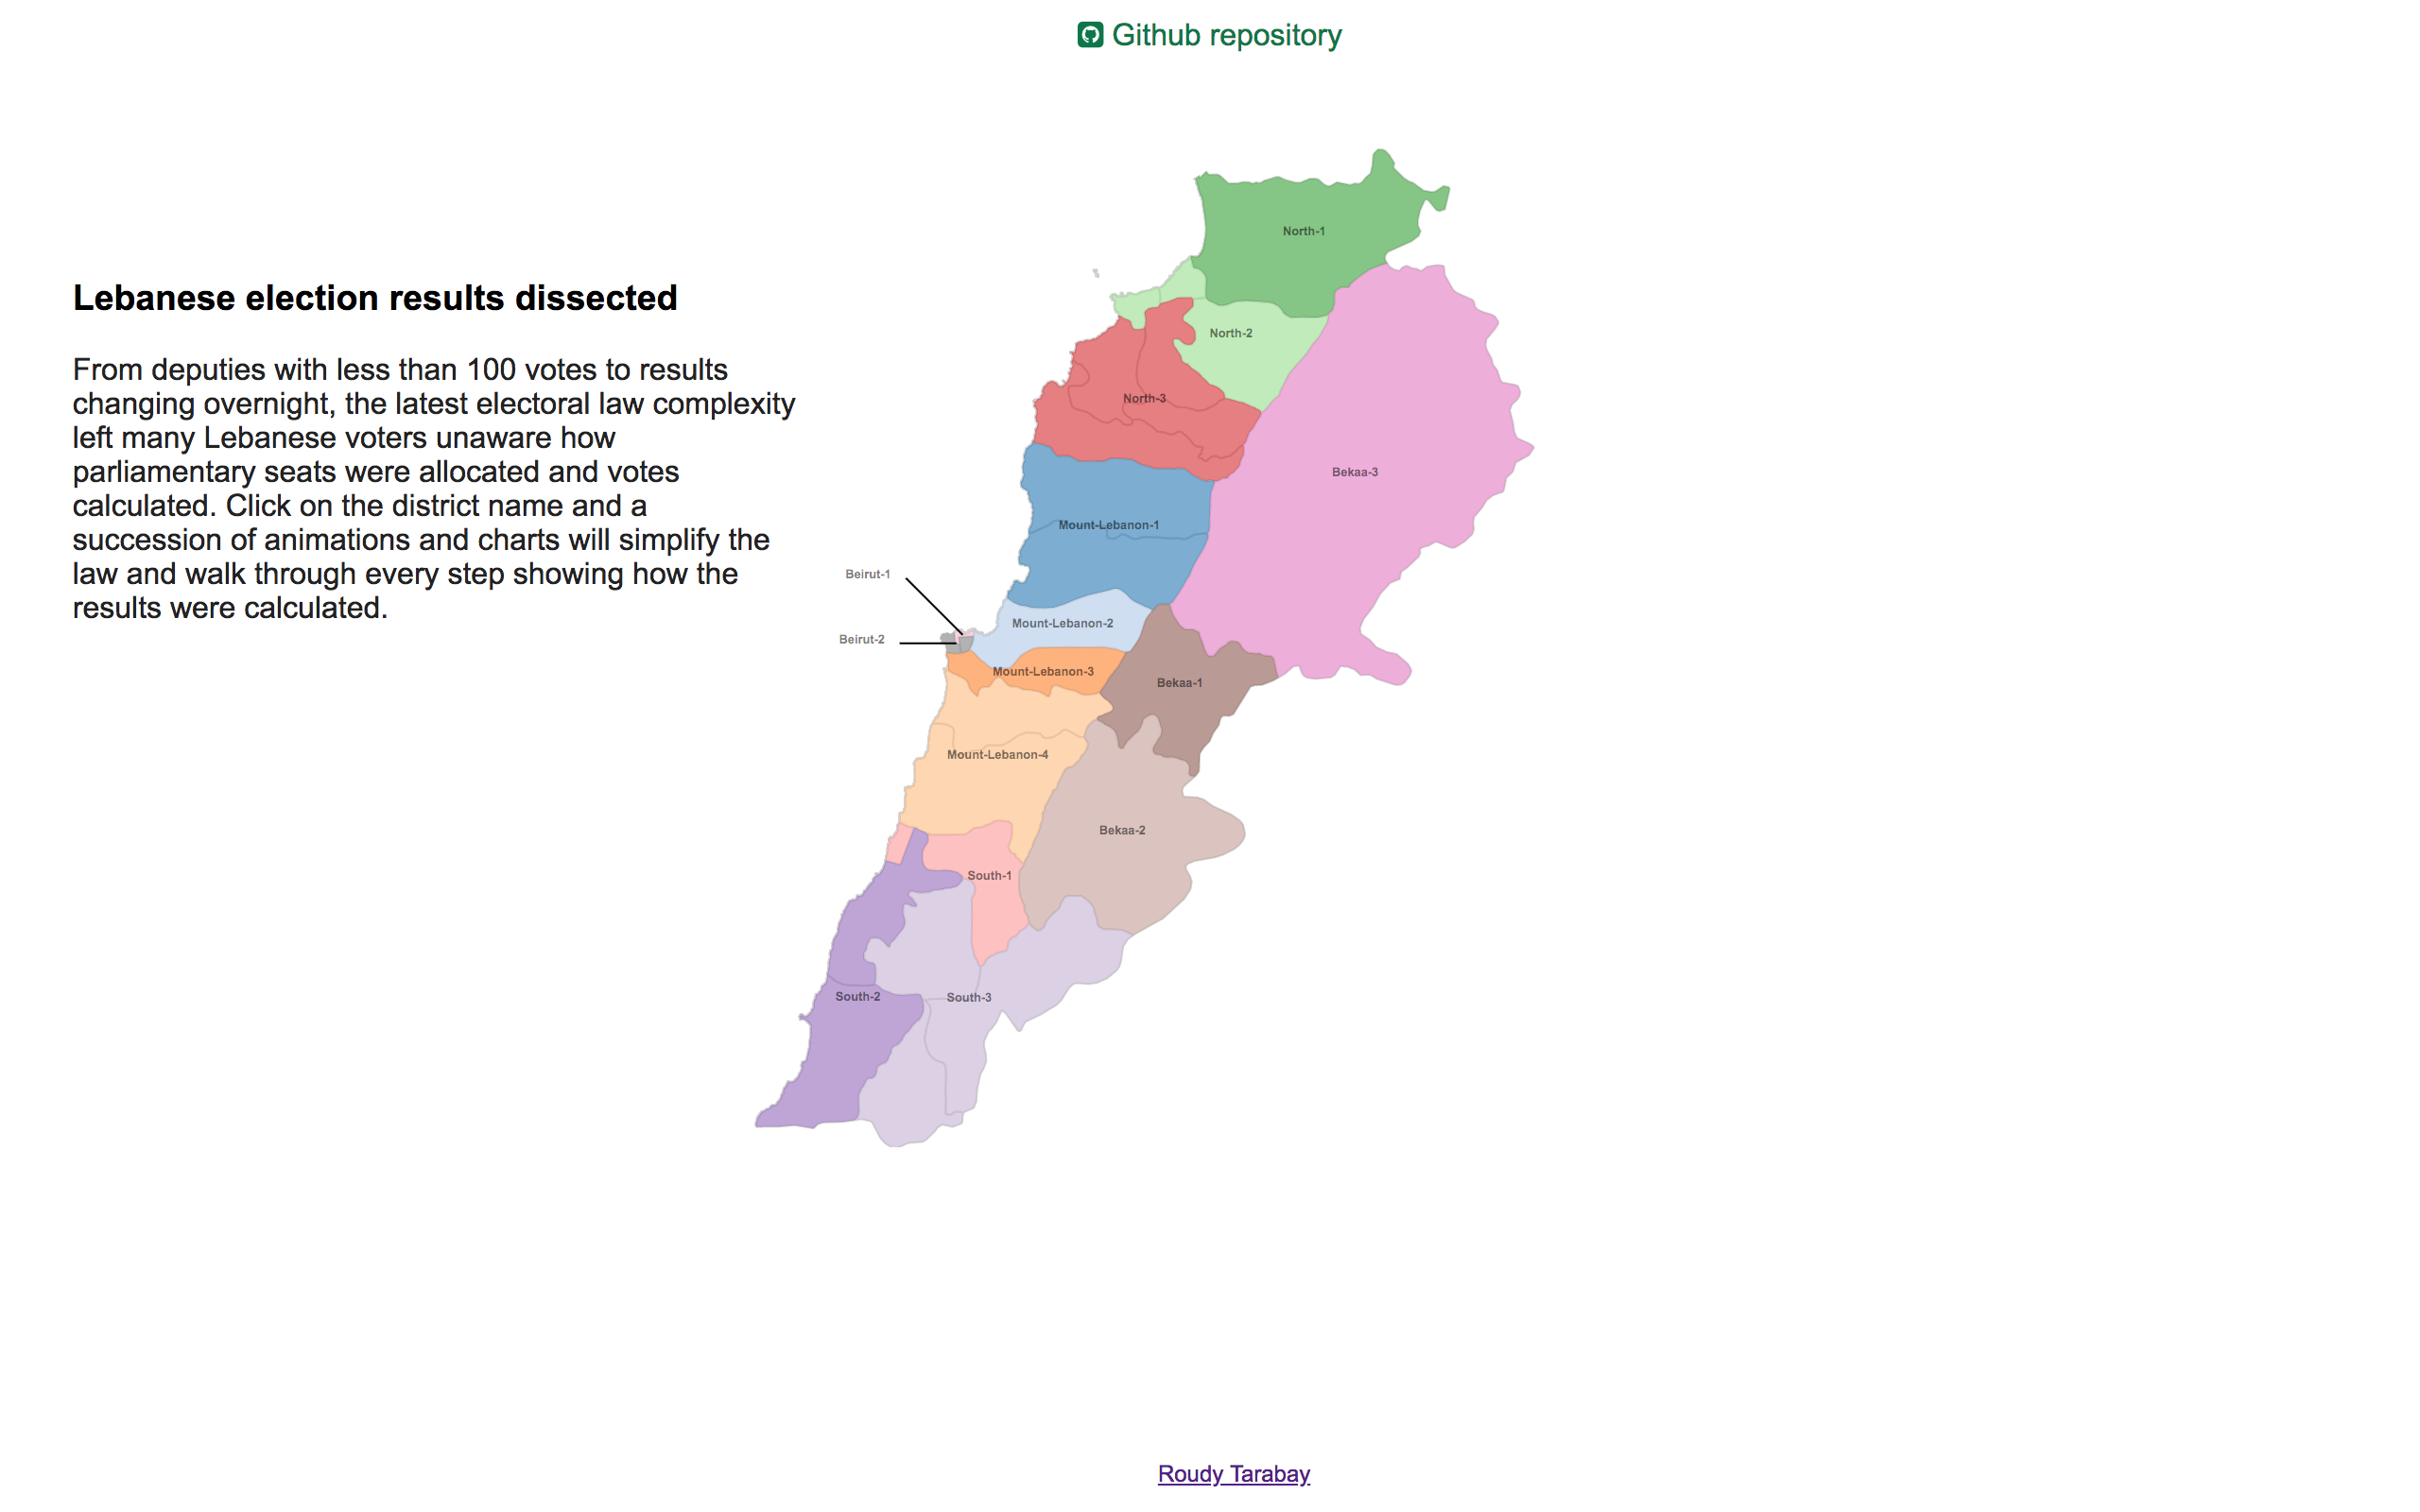 Github repository
Lebanese election results dissected
From deputies with less than 100 votes to results
changing overnight, the latest electoral law complexity
left many Lebanese voters unaware how
parliamentary seats were allocated and votes
calculated. Click on the district name and a
succession of animations and charts will simplify the
law and walk through every step showing how the
results were calculated.
North-1
North-2
North-3
Bekaa-3
Mount-Lebanon-1
Beirut-1
Mount-Lebanon-2
Beirut-2
Mount-Lebanon-3
Bekaa-1
Mount-Lebanon-4
Bekaa-2
South-1
South-2
South-3
Roudy Tarabay